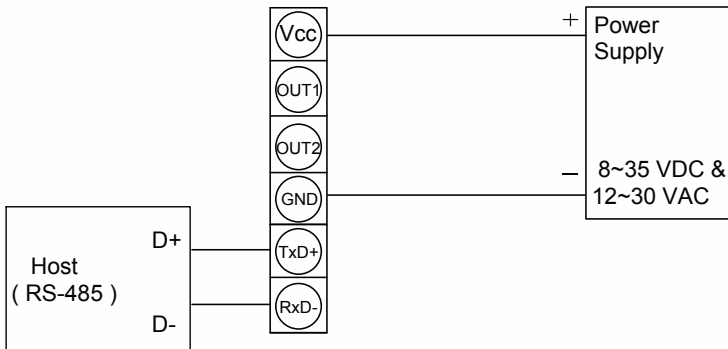 Vcc
OUT1
OUT2
GND
TxD+
RxD-
+
Power
Supply
–
8~35 VDC &
12~30 VAC
D+
Host
( RS-485 )
D-